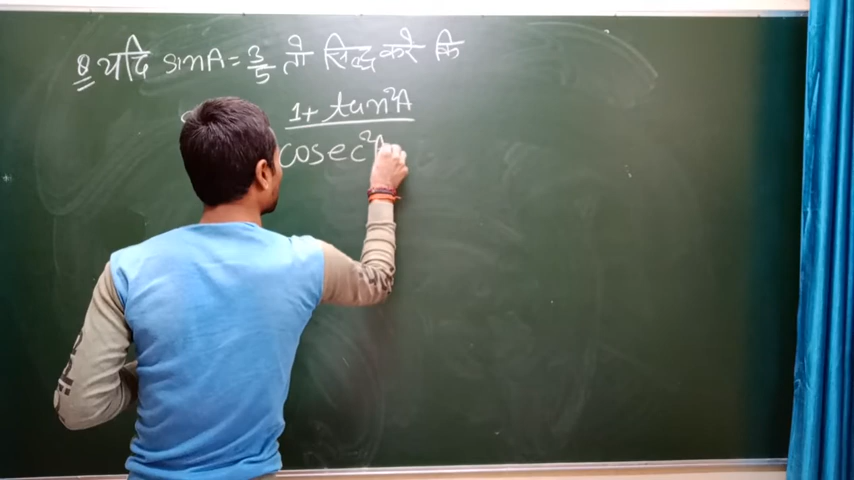 8 यदि sinA = 3/5 तो सिद्ध करे कि
1 + tan²A
cosec²A